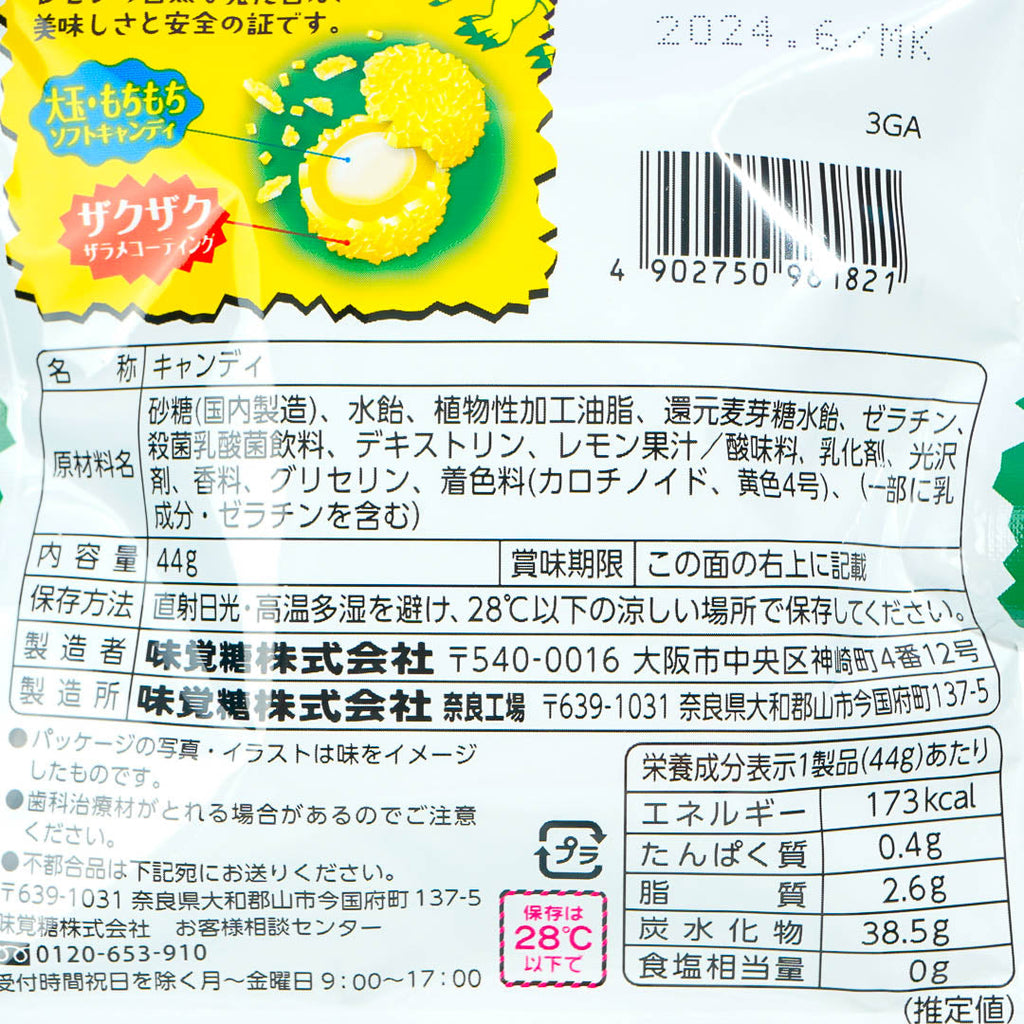 美味しさと安全の証です。
大玉・もちもち
ソフトキャンディ
ザクザク
ザラメコーティング
2024.6/MK
3GA
4 902750 961821
名称 キャンディ
原材料名 砂糖(国内製造)、水飴、植物性加工油脂、還元麦芽糖水飴、ゼラチン、
殺菌乳酸菌飲料、デキストリン、レモン果汁/酸味料、乳化剤、光沢
剤、香料、グリセリン、着色料(カロチノイド、黄色4号)、(一部に乳
成分・ゼラチンを含む)
内容量 44g 賞味期限 この面の右上に記載
保存方法 直射日光・高温多湿を避け、28℃以下の涼しい場所で保存してください。
製造者 味覚糖株式会社 〒540-0016 大阪市中央区神崎町4番12号
製造所 味覚糖株式会社 奈良工場 〒639-1031 奈良県大和郡山市今国府町137-5
●パッケージの写真・イラストは味をイメージ
したものです。
●歯科治療材がとれる場合があるのでご注意
ください。
●不都合品は下記宛にお送りください。
〒639-1031 奈良県大和郡山市今国府町137-5
味覚糖株式会社 お客様相談センター
0120-653-910
受付時間祝日を除く月〜金曜日9:00〜17:00
プラ
保存は
28℃
以下で
栄養成分表示1製品(44g)あたり
エネルギー 173kcal
たんぱく質 0.4g
脂質 2.6g
炭水化物 38.5g
食塩相当量 0g
(推定値)